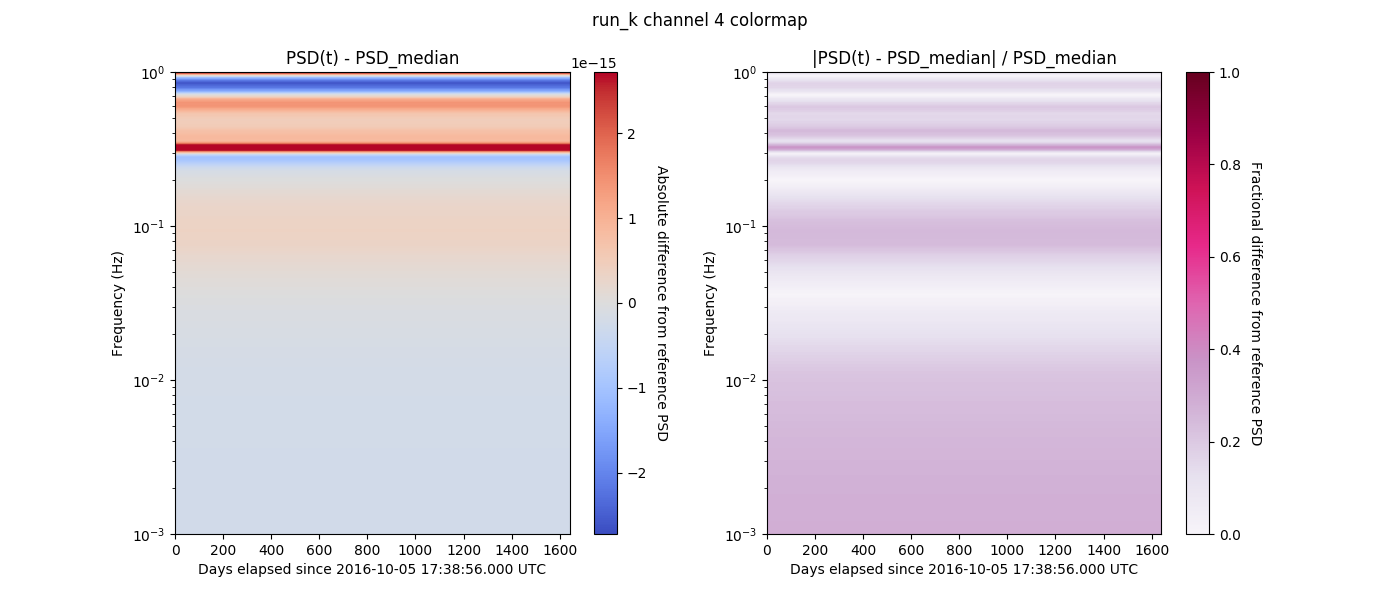 run_k channel 4 colormap
PSD(t) - PSD_median
1e−15
10⁰
10⁻¹
10⁻²
10⁻³
Frequency (Hz)
0 200 400 600 800 1000 1200 1400 1600
Days elapsed since 2016-10-05 17:38:56.000 UTC
2
1
0
−1
−2
Absolute difference from reference PSD
|PSD(t) - PSD_median| / PSD_median
10⁰
10⁻¹
10⁻²
10⁻³
Frequency (Hz)
0 200 400 600 800 1000 1200 1400 1600
Days elapsed since 2016-10-05 17:38:56.000 UTC
1.0
0.8
0.6
0.4
0.2
0.0
Fractional difference from reference PSD